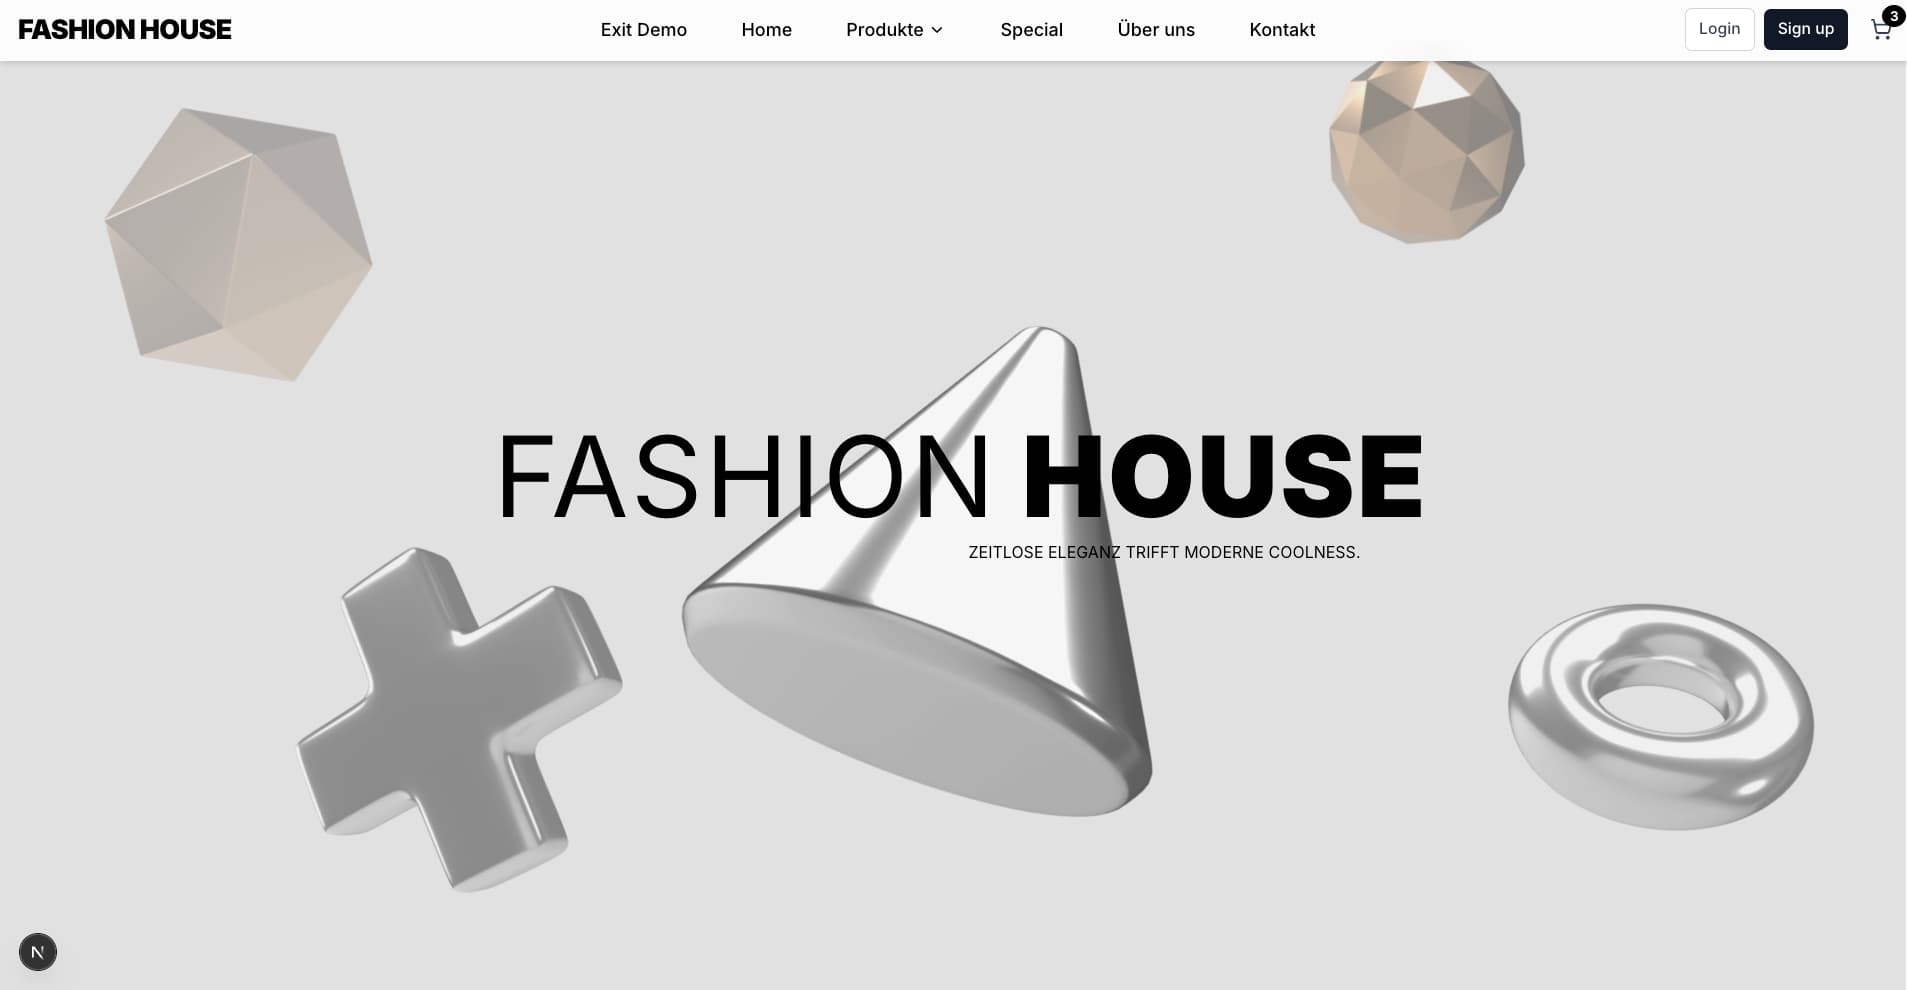 FASHION HOUSE
Exit Demo
Home
Produkte
Special
Über uns
Kontakt
Login
Sign up
3
FASHION HOUSE
ZEITLOSE ELEGANZ TRIFFT MODERNE COOLNESS.
N